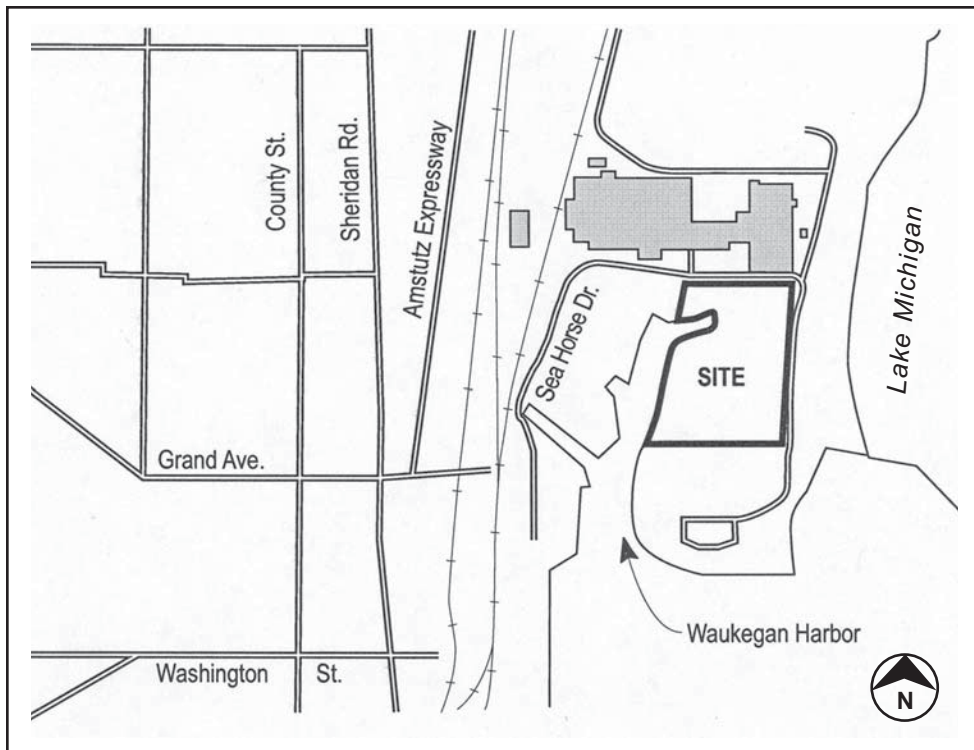 County St.
Sheridan Rd.
Amstutz Expressway
Sea Horse Dr.
Lake Michigan
SITE
Grand Ave.
Waukegan Harbor
Washington St.
N